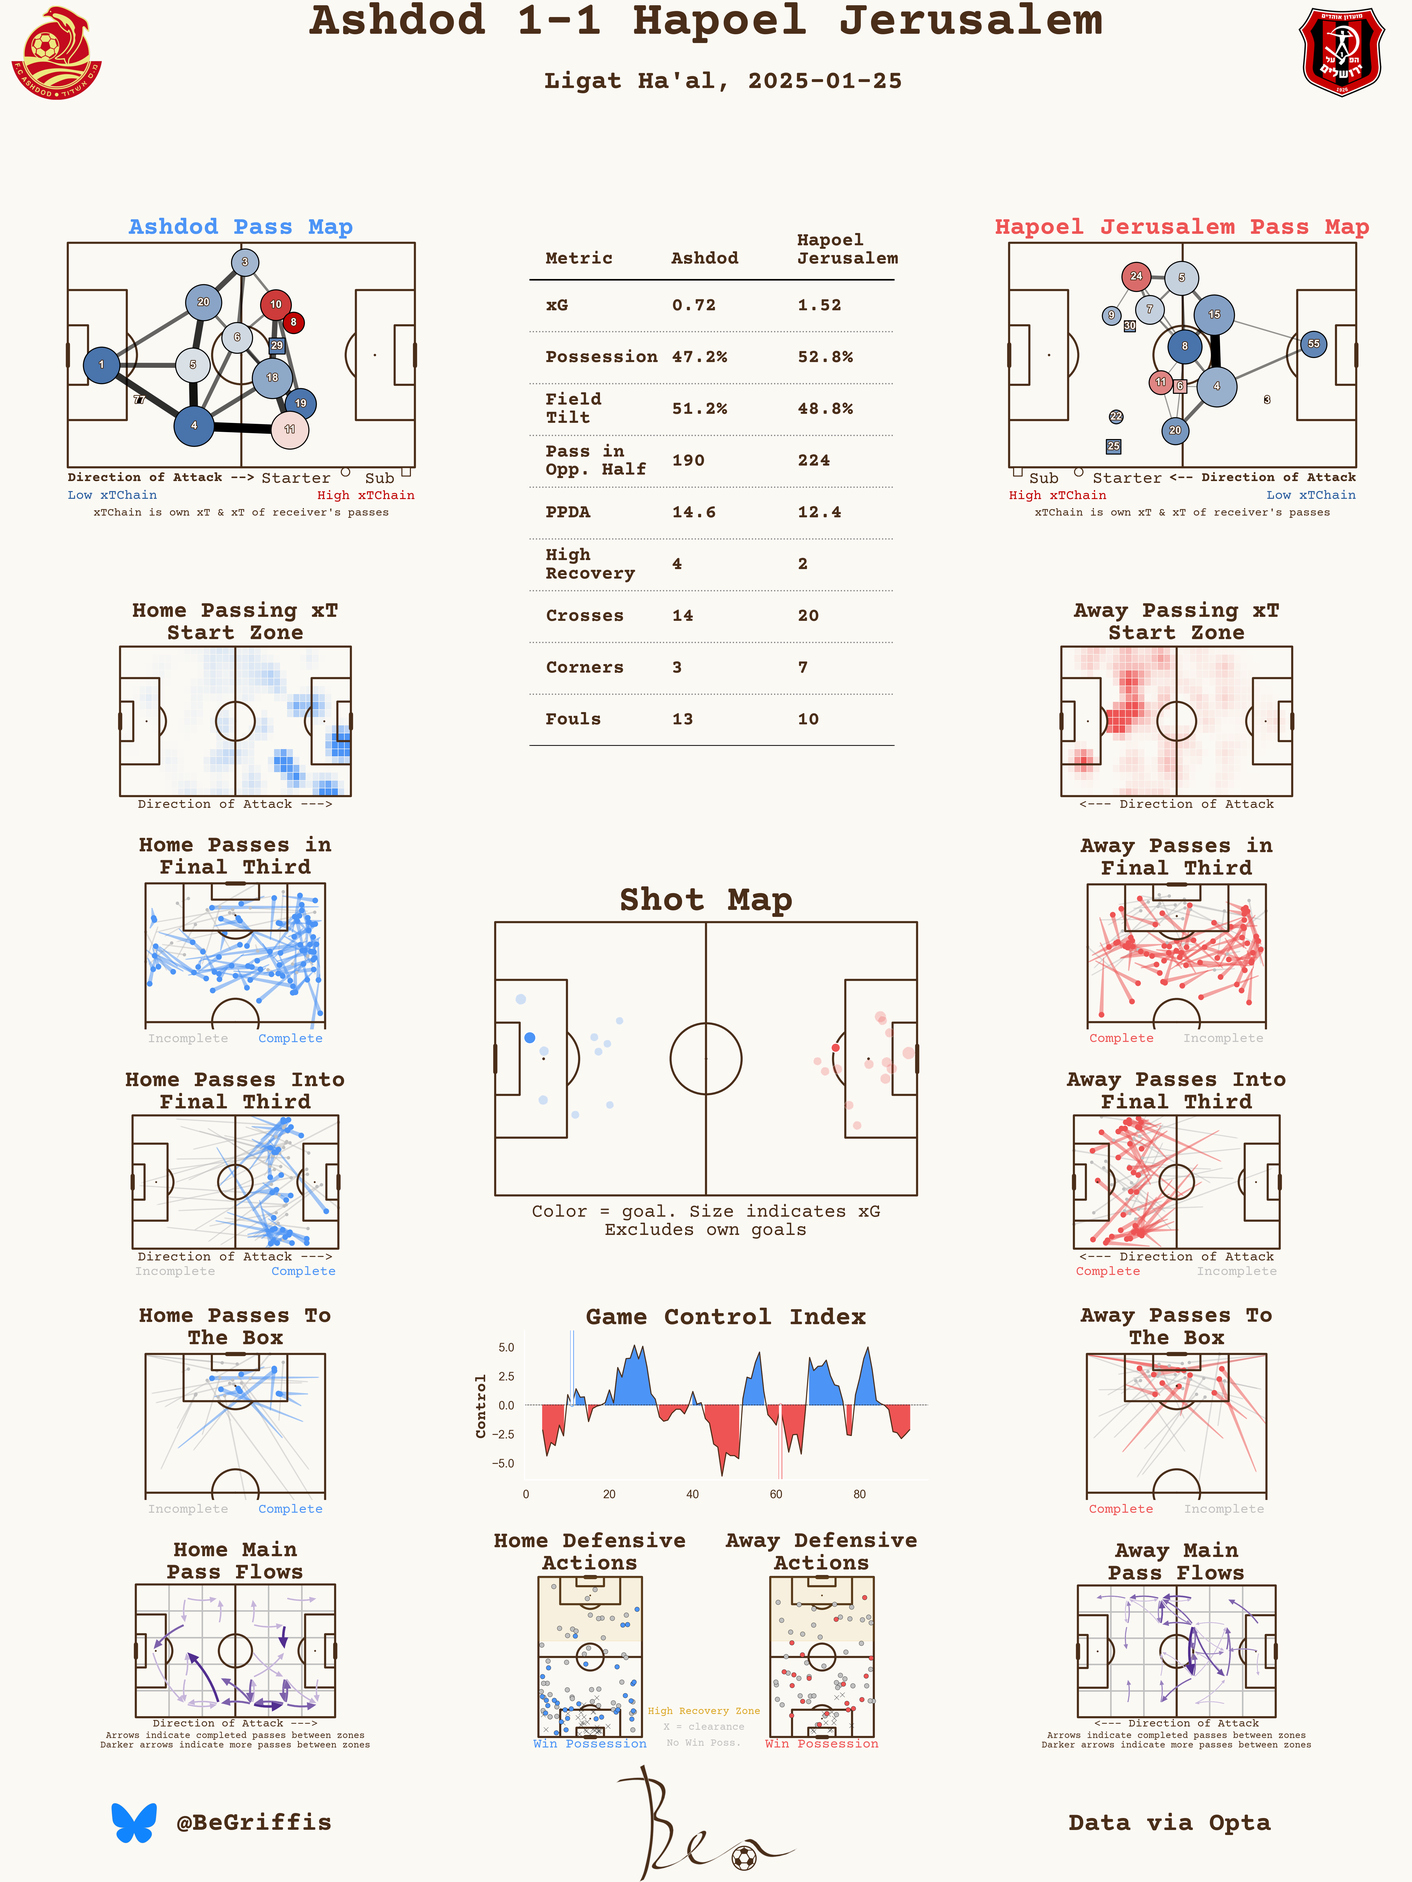 Ashdod 1-1 Hapoel Jerusalem
Ligat Ha'al, 2025-01-25
F.C ASHDOD • מ.ס. אשדוד
מועדון אוהדים
הפועל
ירושלים
1926
Ashdod Pass Map
3
20
10
8
6
29
1
5
18
19
77
4
11
Direction of Attack --> Starter Sub
Low xTChain High xTChain
xTChain is own xT & xT of receiver's passes
Metric Ashdod Hapoel Jerusalem
xG 0.72 1.52
Possession 47.2% 52.8%
Field Tilt 51.2% 48.8%
Pass in Opp. Half 190 224
PPDA 14.6 12.4
High Recovery 4 2
Crosses 14 20
Corners 3 7
Fouls 13 10
Hapoel Jerusalem Pass Map
24
5
9
7
15
30
8
55
11
6
4
3
22
20
25
Sub Starter <-- Direction of Attack
High xTChain Low xTChain
xTChain is own xT & xT of receiver's passes
Home Passing xT
Start Zone
Direction of Attack --->
Away Passing xT
Start Zone
<--- Direction of Attack
Home Passes in
Final Third
Incomplete Complete
Away Passes in
Final Third
Complete Incomplete
Shot Map
Color = goal. Size indicates xG
Excludes own goals
Home Passes Into
Final Third
Direction of Attack --->
Incomplete Complete
Away Passes Into
Final Third
<--- Direction of Attack
Complete Incomplete
Home Passes To
The Box
Incomplete Complete
Game Control Index
Control
5.0
2.5
0.0
−2.5
−5.0
0 20 40 60 80
Away Passes To
The Box
Complete Incomplete
Home Main
Pass Flows
Direction of Attack --->
Arrows indicate completed passes between zones
Darker arrows indicate more passes between zones
Home Defensive
Actions
Win Possession
Away Defensive
Actions
Win Possession
High Recovery Zone
X = clearance
No Win Poss.
Away Main
Pass Flows
<--- Direction of Attack
Arrows indicate completed passes between zones
Darker arrows indicate more passes between zones
@BeGriffis
Ben
Data via Opta